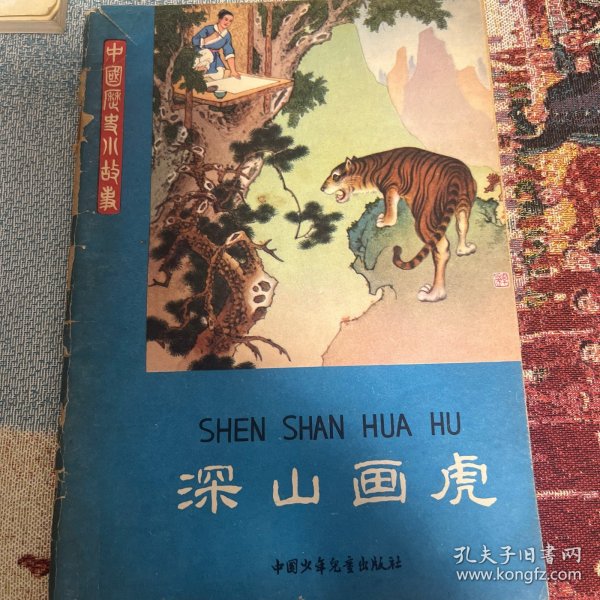 中國歷史小故事
SHEN SHAN HUA HU
深山画虎
中国少年兒童出版社
孔夫子旧书网
www.kongfz.com